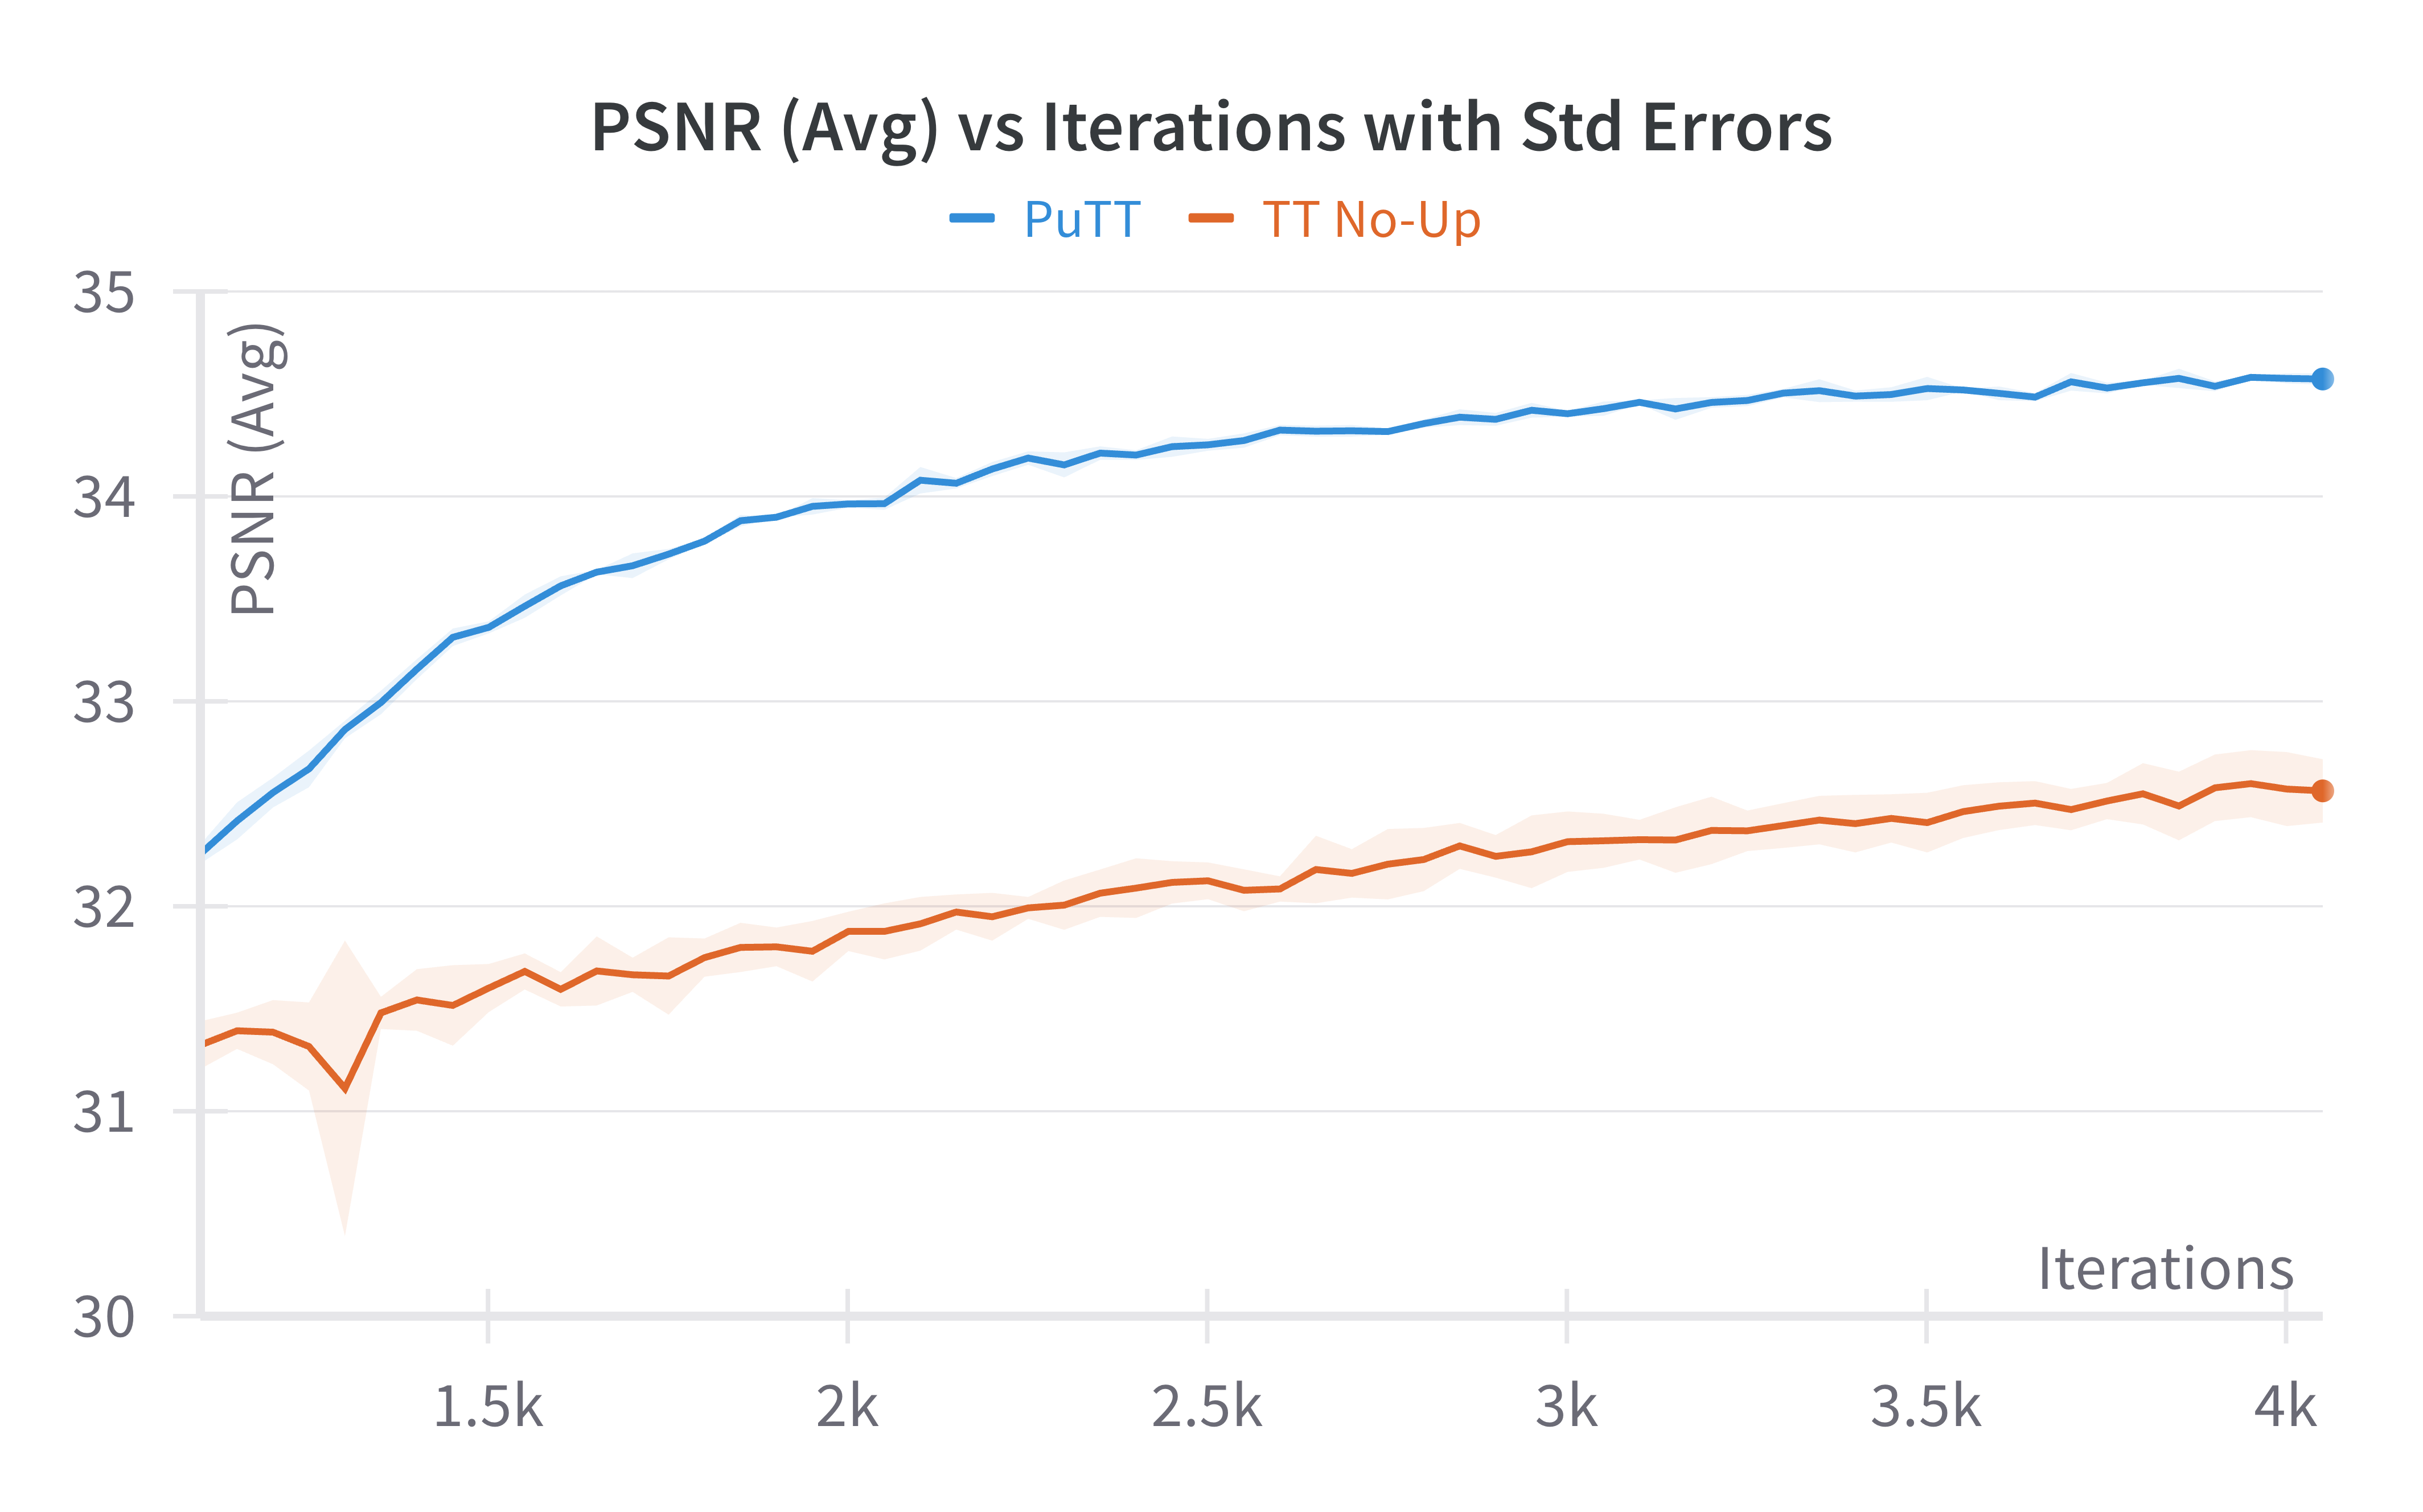 PSNR (Avg) vs Iterations with Std Errors
PuTT TT No-Up
35
34
33
32
31
30
PSNR (Avg)
Iterations
1.5k 2k 2.5k 3k 3.5k 4k